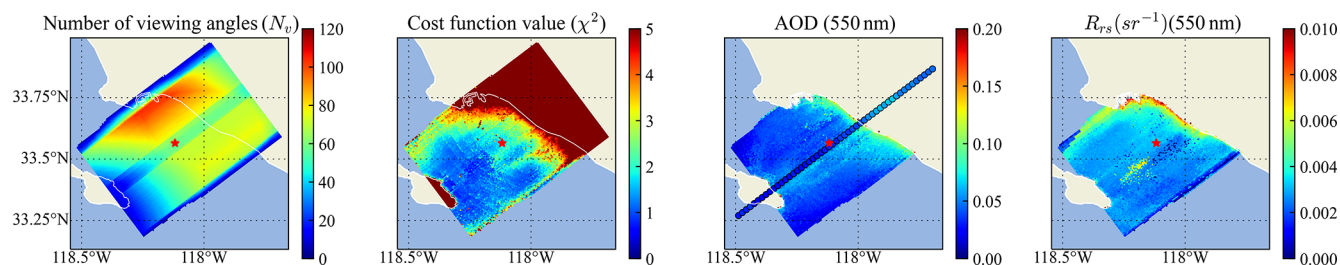 Number of viewing angles (N_v)
Cost function value (χ²)
AOD (550 nm)
R_rs(sr⁻¹)(550 nm)
120
100
80
60
40
20
0
5
4
3
2
1
0
0.20
0.15
0.10
0.05
0.00
0.010
0.008
0.006
0.004
0.002
0.000
33.75°N
33.5°N
33.25°N
118.5°W
118°W
118.5°W
118°W
118.5°W
118°W
118.5°W
118°W